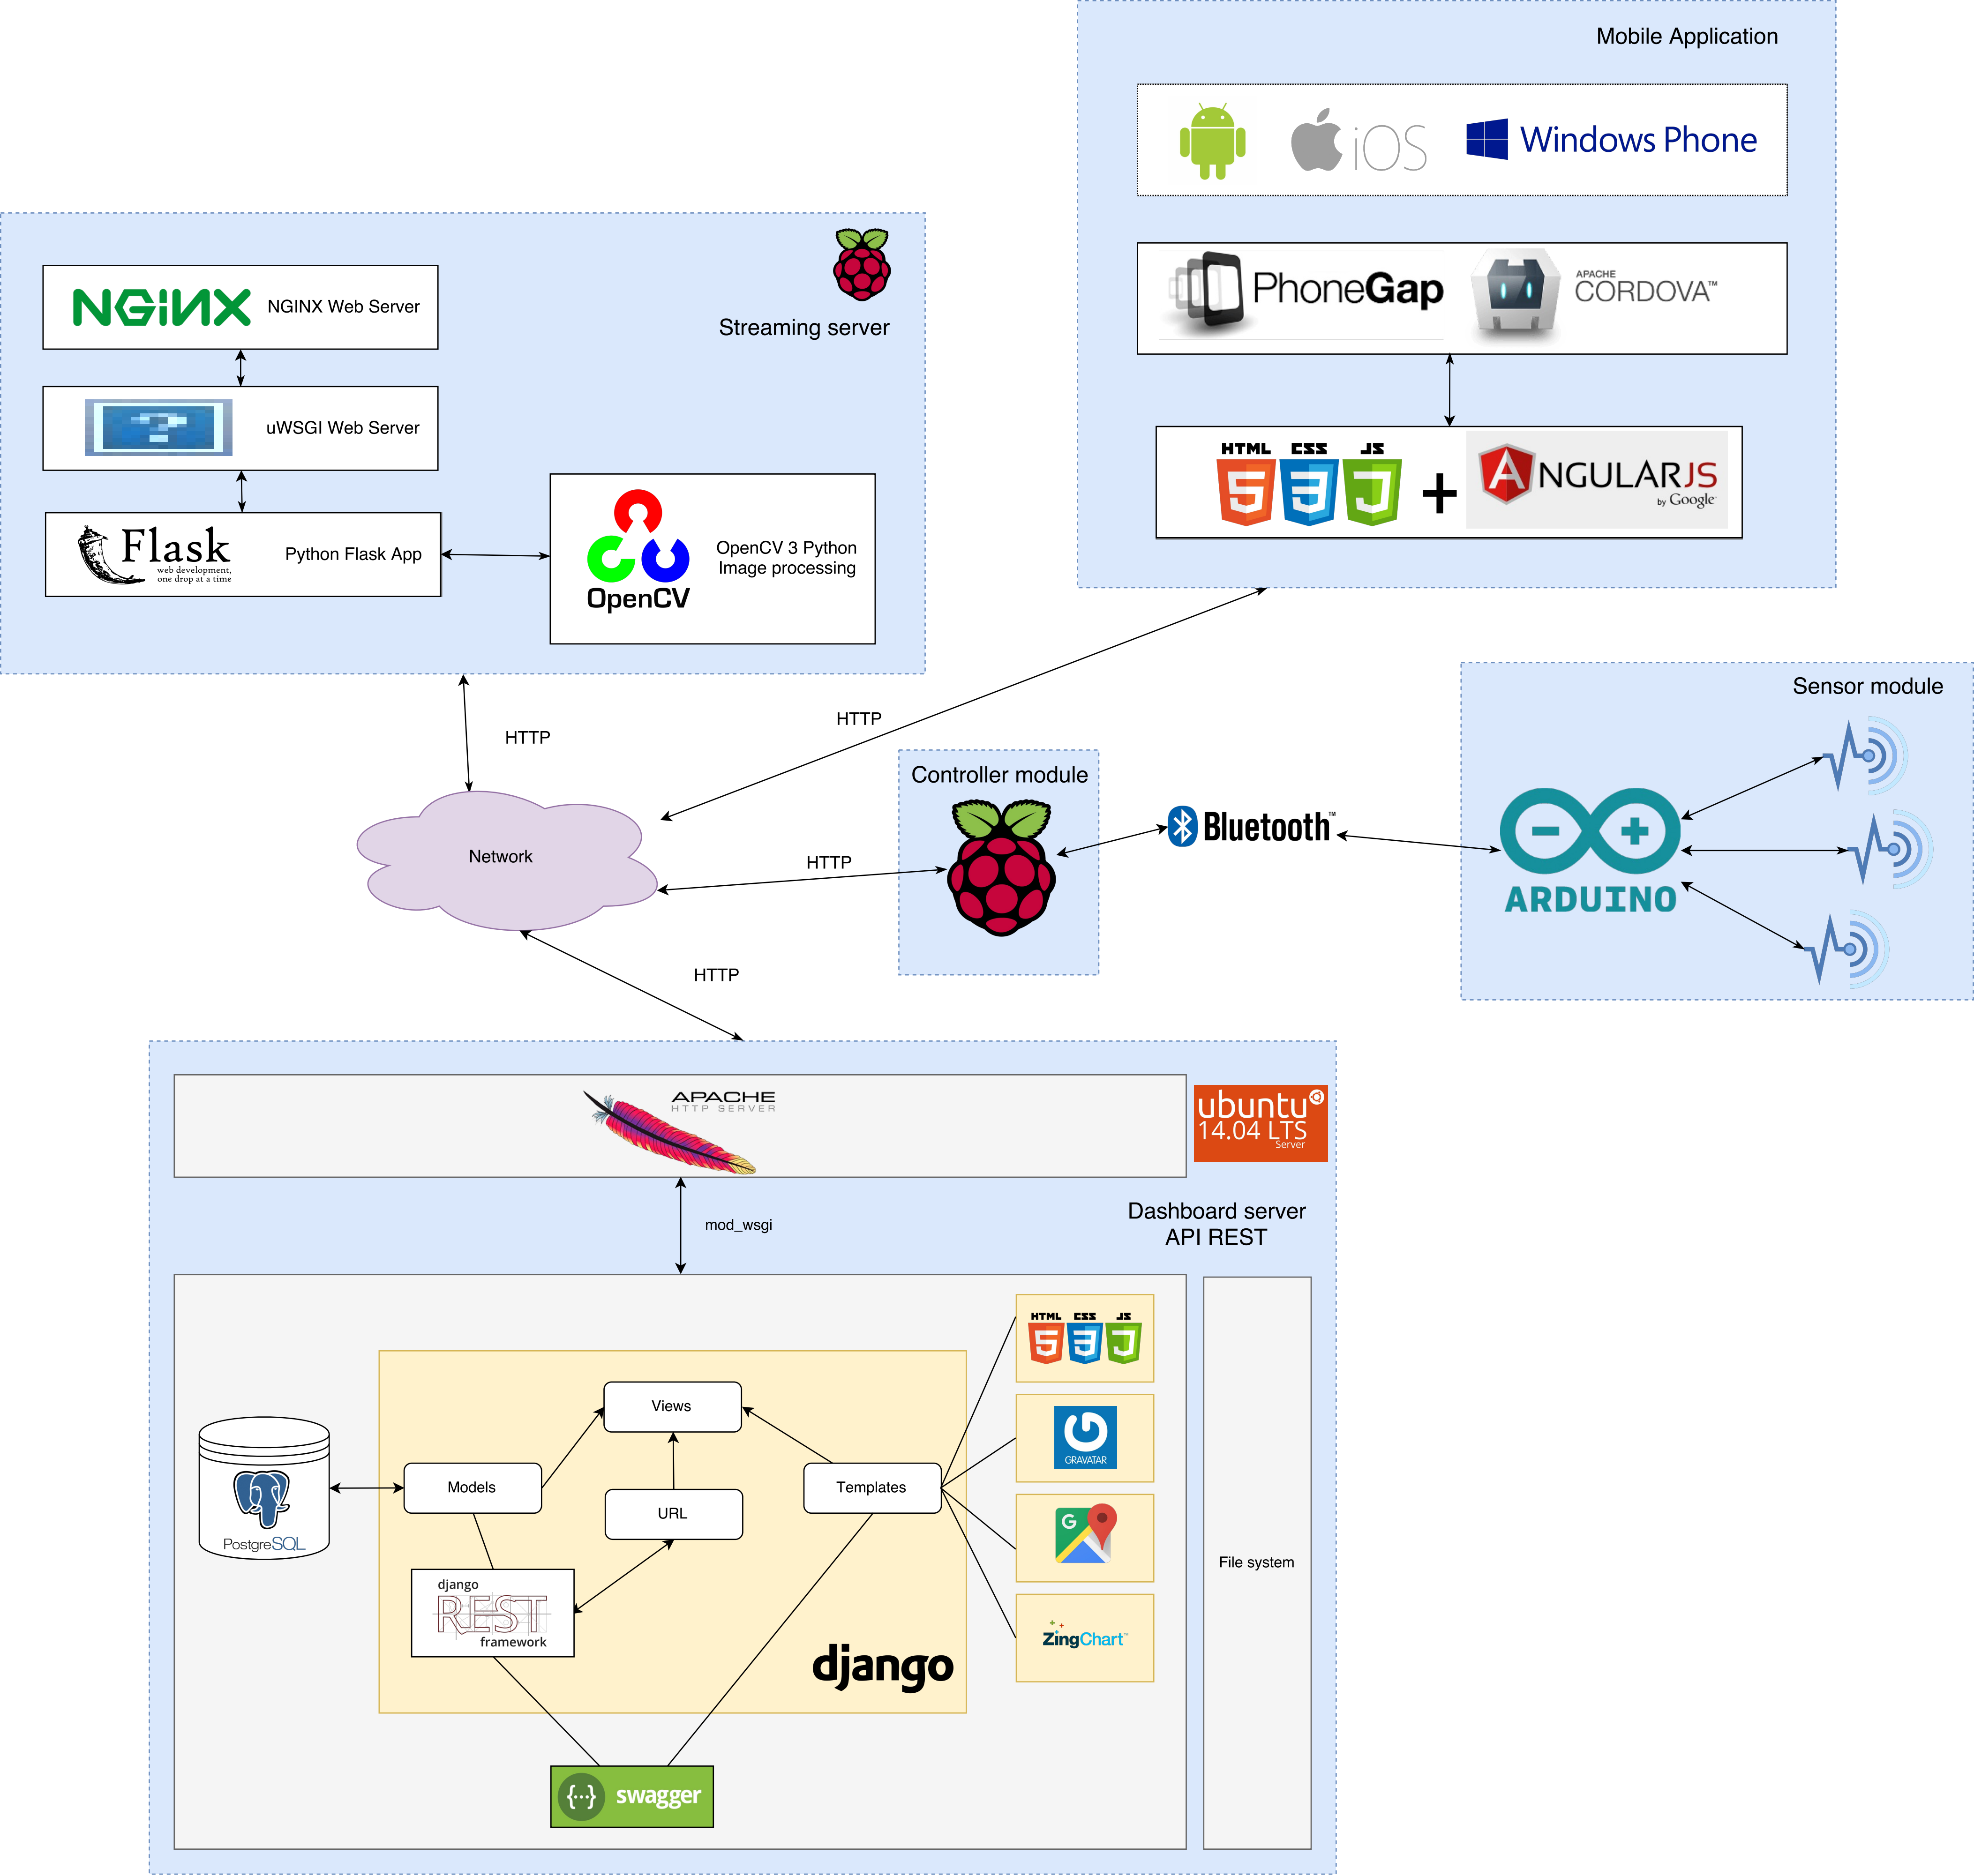 Mobile Application
iOS
Windows Phone
PhoneGap
APACHE
CORDOVA™
HTML CSS JS
5 3
+
ANGULARJS
by Google
Streaming server
NGINX
NGINX Web Server
?
uWSGI Web Server
Flask
web development,
one drop at a time
Python Flask App
OpenCV
OpenCV 3 Python
Image processing
HTTP
HTTP
Network
HTTP
HTTP
Controller module
Bluetooth™
Sensor module
ARDUINO
APACHE
HTTP SERVER
ubuntu
14.04 LTS
Server
mod_wsgi
Dashboard server
API REST
HTML CSS JS
5 3
GRAVATAR
G
ZingChart™
File system
Views
Models
URL
Templates
PostgreSQL
django
REST
framework
django
{···} swagger